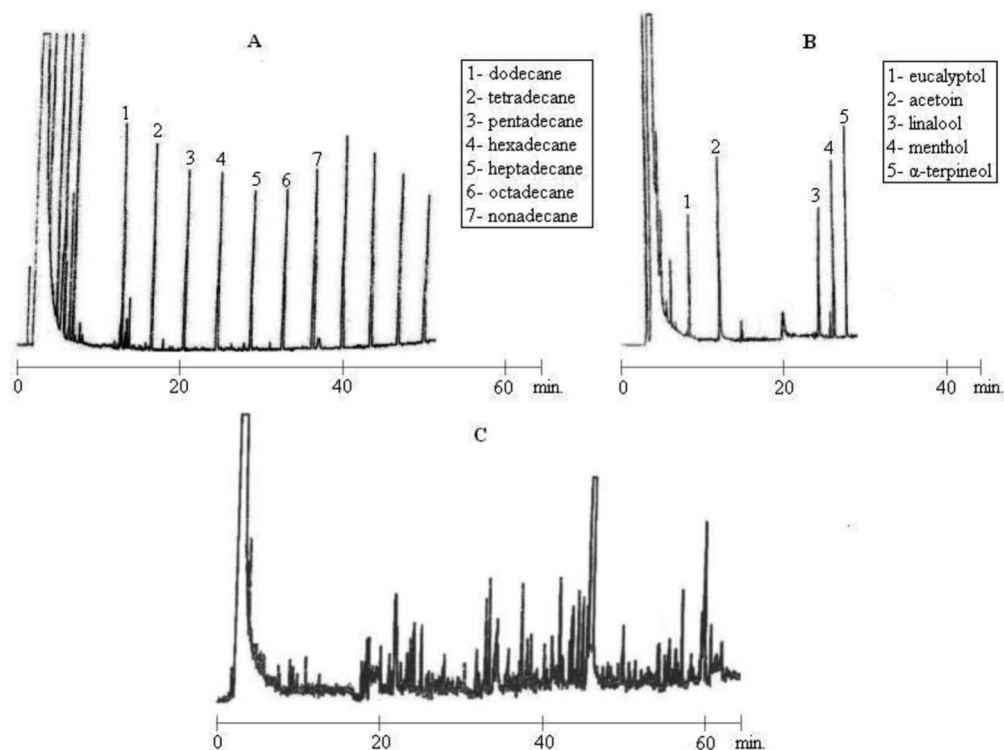 A
1
2
3
4
5
6
7
1- dodecane
2- tetradecane
3- pentadecane
4- hexadecane
5- heptadecane
6- octadecane
7- nonadecane
0 20 40 60 min.
B
1
2
3
4
5
1- eucalyptol
2- acetoin
3- linalool
4- menthol
5- α-terpineol
0 20 40 min.
C
0 20 40 60 min.